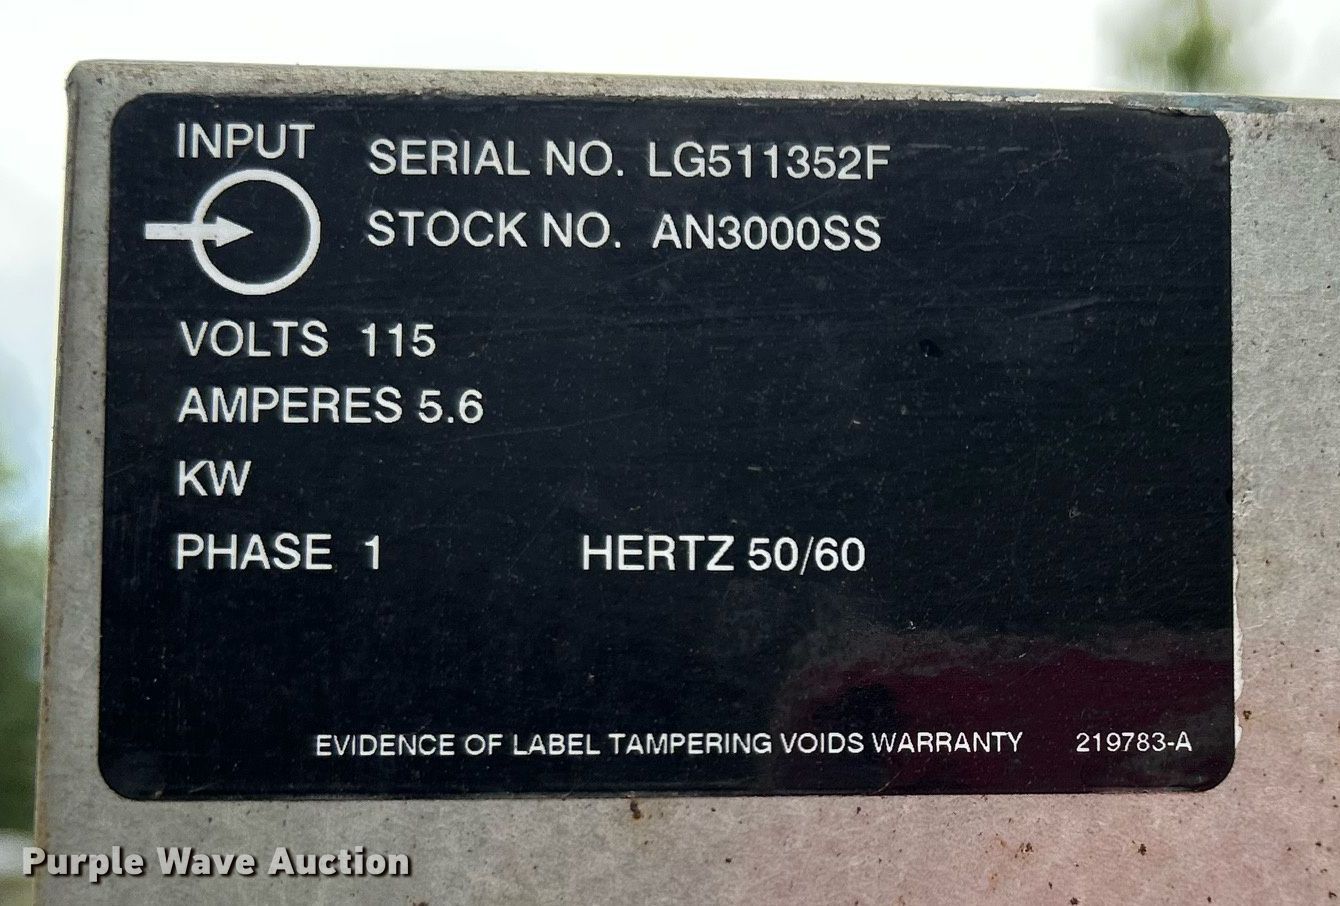 INPUT
SERIAL NO. LG511352F
STOCK NO. AN3000SS
VOLTS 115
AMPERES 5.6
KW
PHASE 1 HERTZ 50/60
EVIDENCE OF LABEL TAMPERING VOIDS WARRANTY 219783-A
Purple Wave Auction